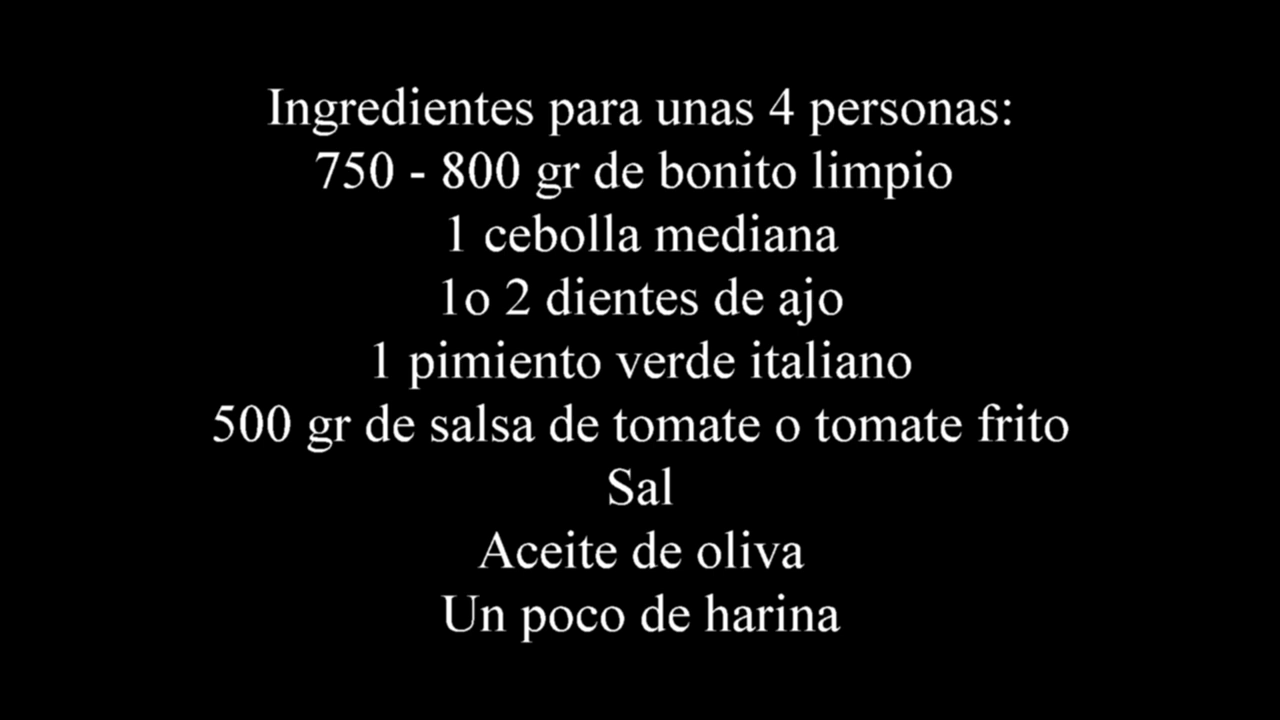 Ingredientes para unas 4 personas:
750 - 800 gr de bonito limpio
1 cebolla mediana
1o 2 dientes de ajo
1 pimiento verde italiano
500 gr de salsa de tomate o tomate frito
Sal
Aceite de oliva
Un poco de harina